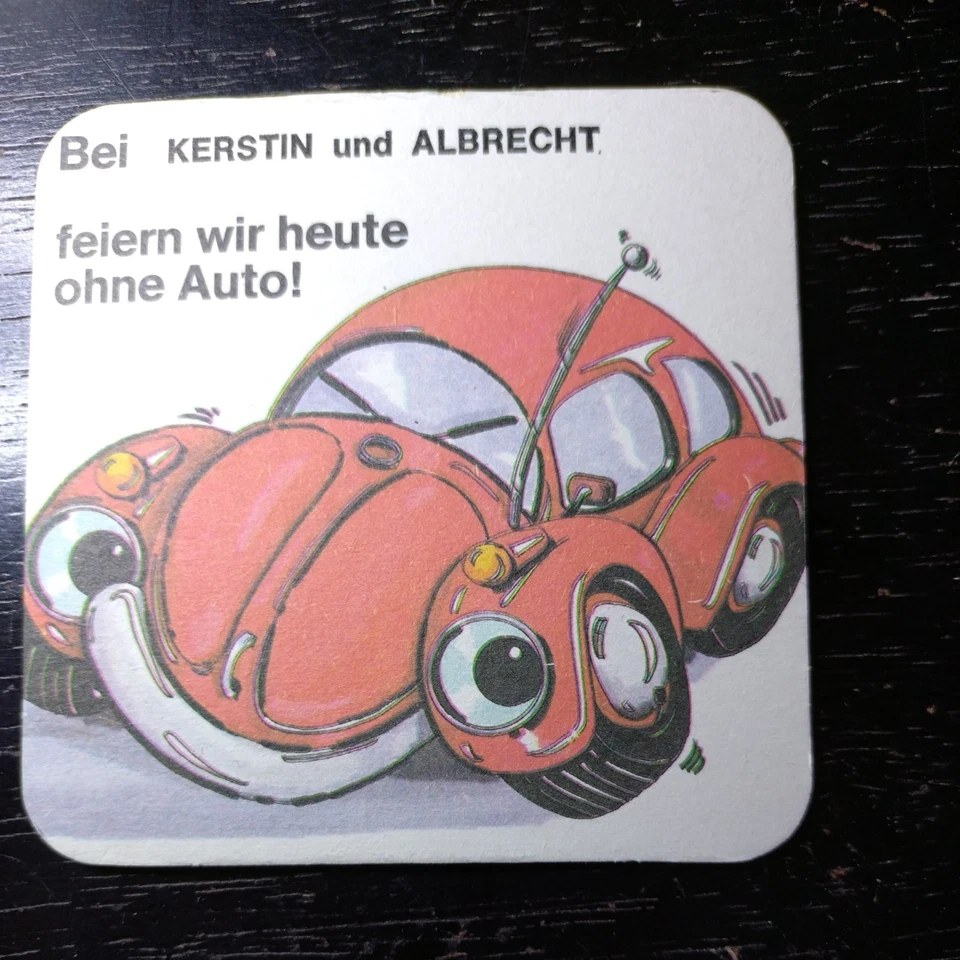 Bei KERSTIN und ALBRECHT
feiern wir heute
ohne Auto!